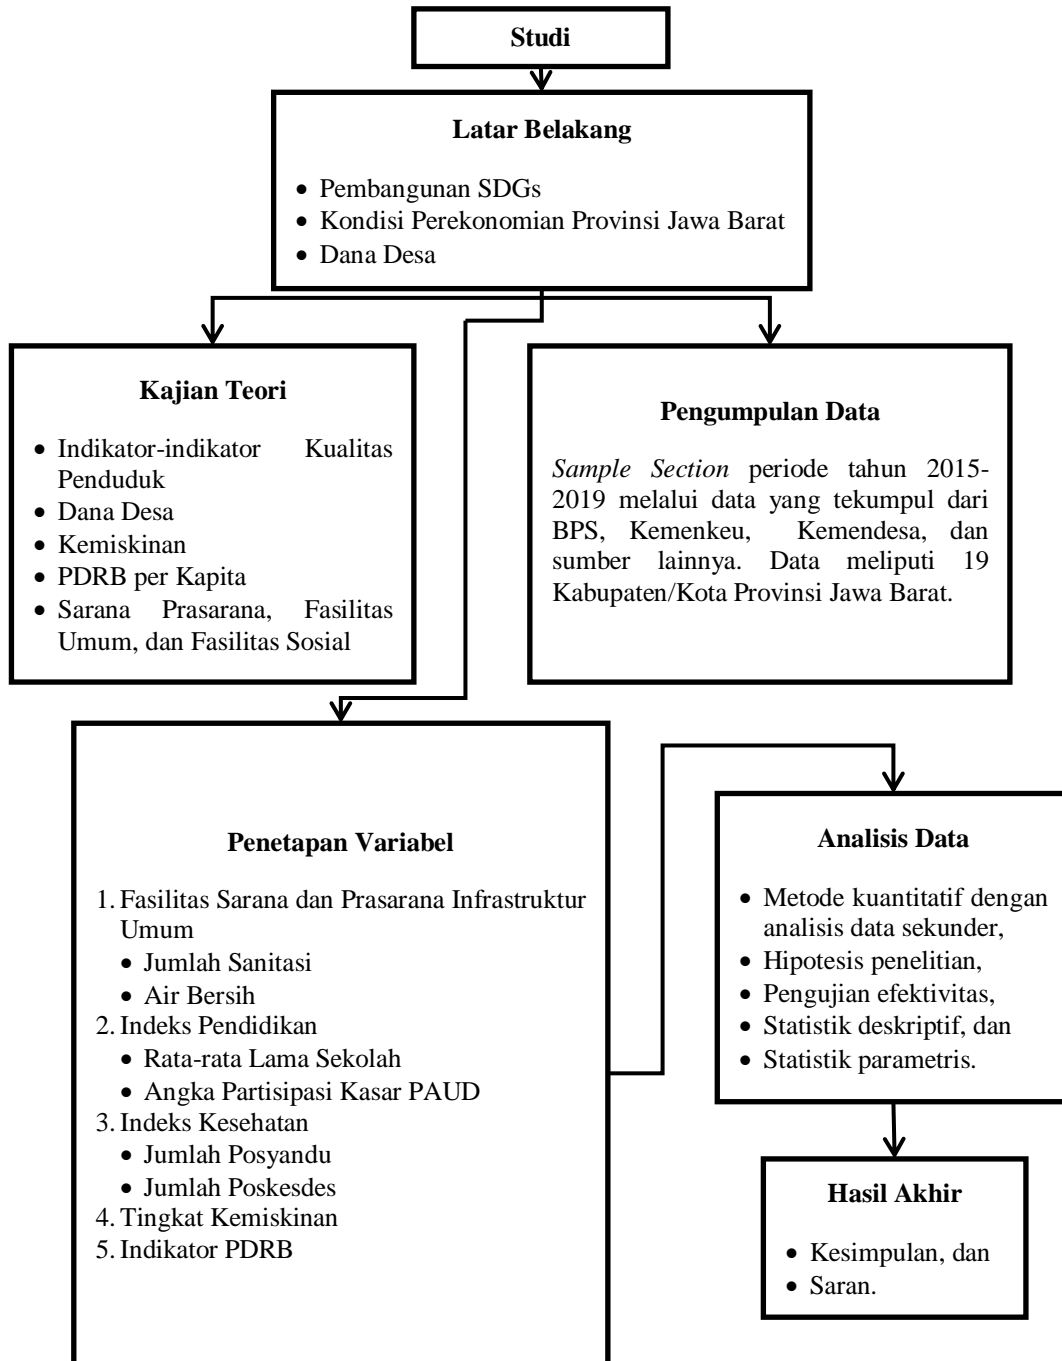 Studi
Latar Belakang
• Pembangunan SDGs
• Kondisi Perekonomian Provinsi Jawa Barat
• Dana Desa
Kajian Teori
• Indikator-indikator Kualitas
Penduduk
• Dana Desa
• Kemiskinan
• PDRB per Kapita
• Sarana Prasarana, Fasilitas
Umum, dan Fasilitas Sosial
Pengumpulan Data
Sample Section periode tahun 2015-
2019 melalui data yang tekumpul dari
BPS, Kemenkeu, Kemendesa, dan
sumber lainnya. Data meliputi 19
Kabupaten/Kota Provinsi Jawa Barat.
Penetapan Variabel
1. Fasilitas Sarana dan Prasarana Infrastruktur
Umum
• Jumlah Sanitasi
• Air Bersih
2. Indeks Pendidikan
• Rata-rata Lama Sekolah
• Angka Partisipasi Kasar PAUD
3. Indeks Kesehatan
• Jumlah Posyandu
• Jumlah Poskesdes
4. Tingkat Kemiskinan
5. Indikator PDRB
Analisis Data
• Metode kuantitatif dengan
analisis data sekunder,
• Hipotesis penelitian,
• Pengujian efektivitas,
• Statistik deskriptif, dan
• Statistik parametris.
Hasil Akhir
• Kesimpulan, dan
• Saran.